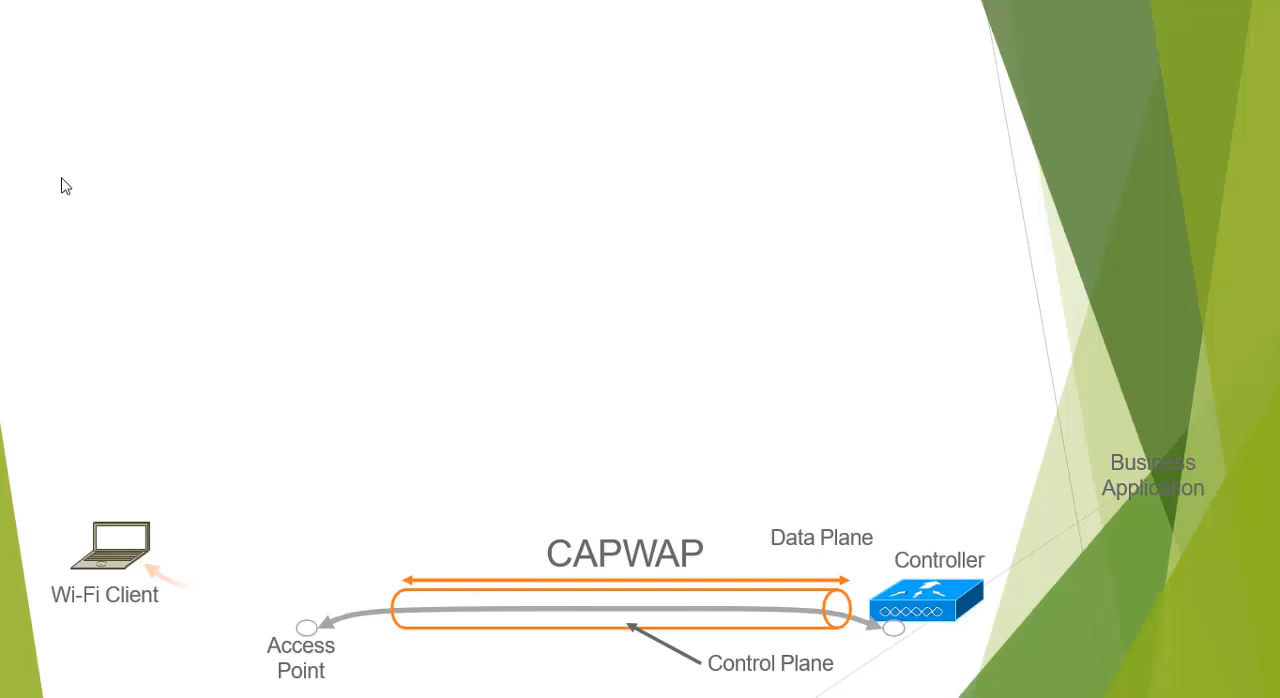 Business
Application
CAPWAP
Data Plane
Controller
Wi-Fi Client
Access
Point
Control Plane